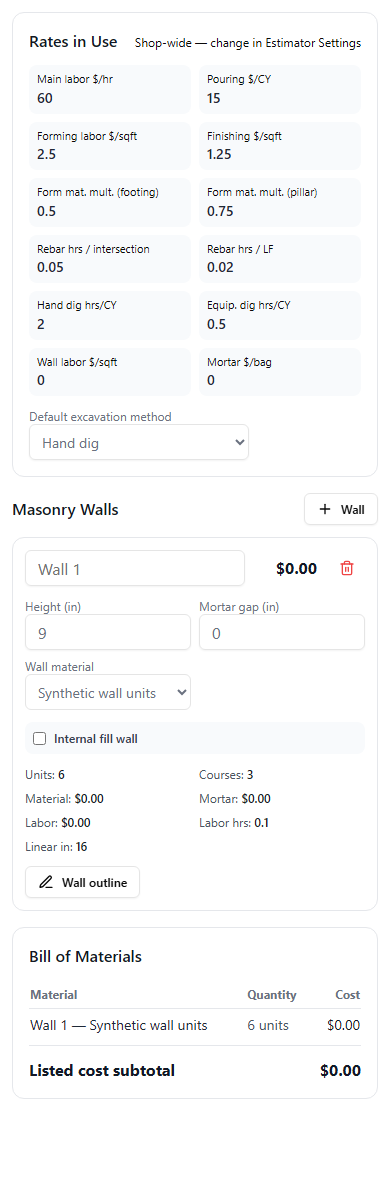 Rates in Use Shop-wide — change in Estimator Settings
Main labor $/hr Pouring $/CY
60 15
Forming labor $/sqft Finishing $/sqft
2.5 1.25
Form mat. mult. (footing) Form mat. mult. (pillar)
0.5 0.75
Rebar hrs / intersection Rebar hrs / LF
0.05 0.02
Hand dig hrs/CY Equip. dig hrs/CY
2 0.5
Wall labor $/sqft Mortar $/bag
0 0
Default excavation method
Hand dig
Masonry Walls + Wall
Wall 1 $0.00
Height (in) Mortar gap (in)
9 0
Wall material
Synthetic wall units
Internal fill wall
Units: 6 Courses: 3
Material: $0.00 Mortar: $0.00
Labor: $0.00 Labor hrs: 0.1
Linear in: 16
Wall outline
Bill of Materials
Material Quantity Cost
Wall 1 — Synthetic wall units 6 units $0.00
Listed cost subtotal $0.00